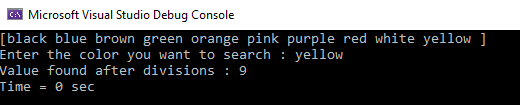 C:\ Microsoft Visual Studio Debug Console
[black blue brown green orange pink purple red white yellow ]
Enter the color you want to search : yellow
Value found after divisions : 9
Time = 0 sec